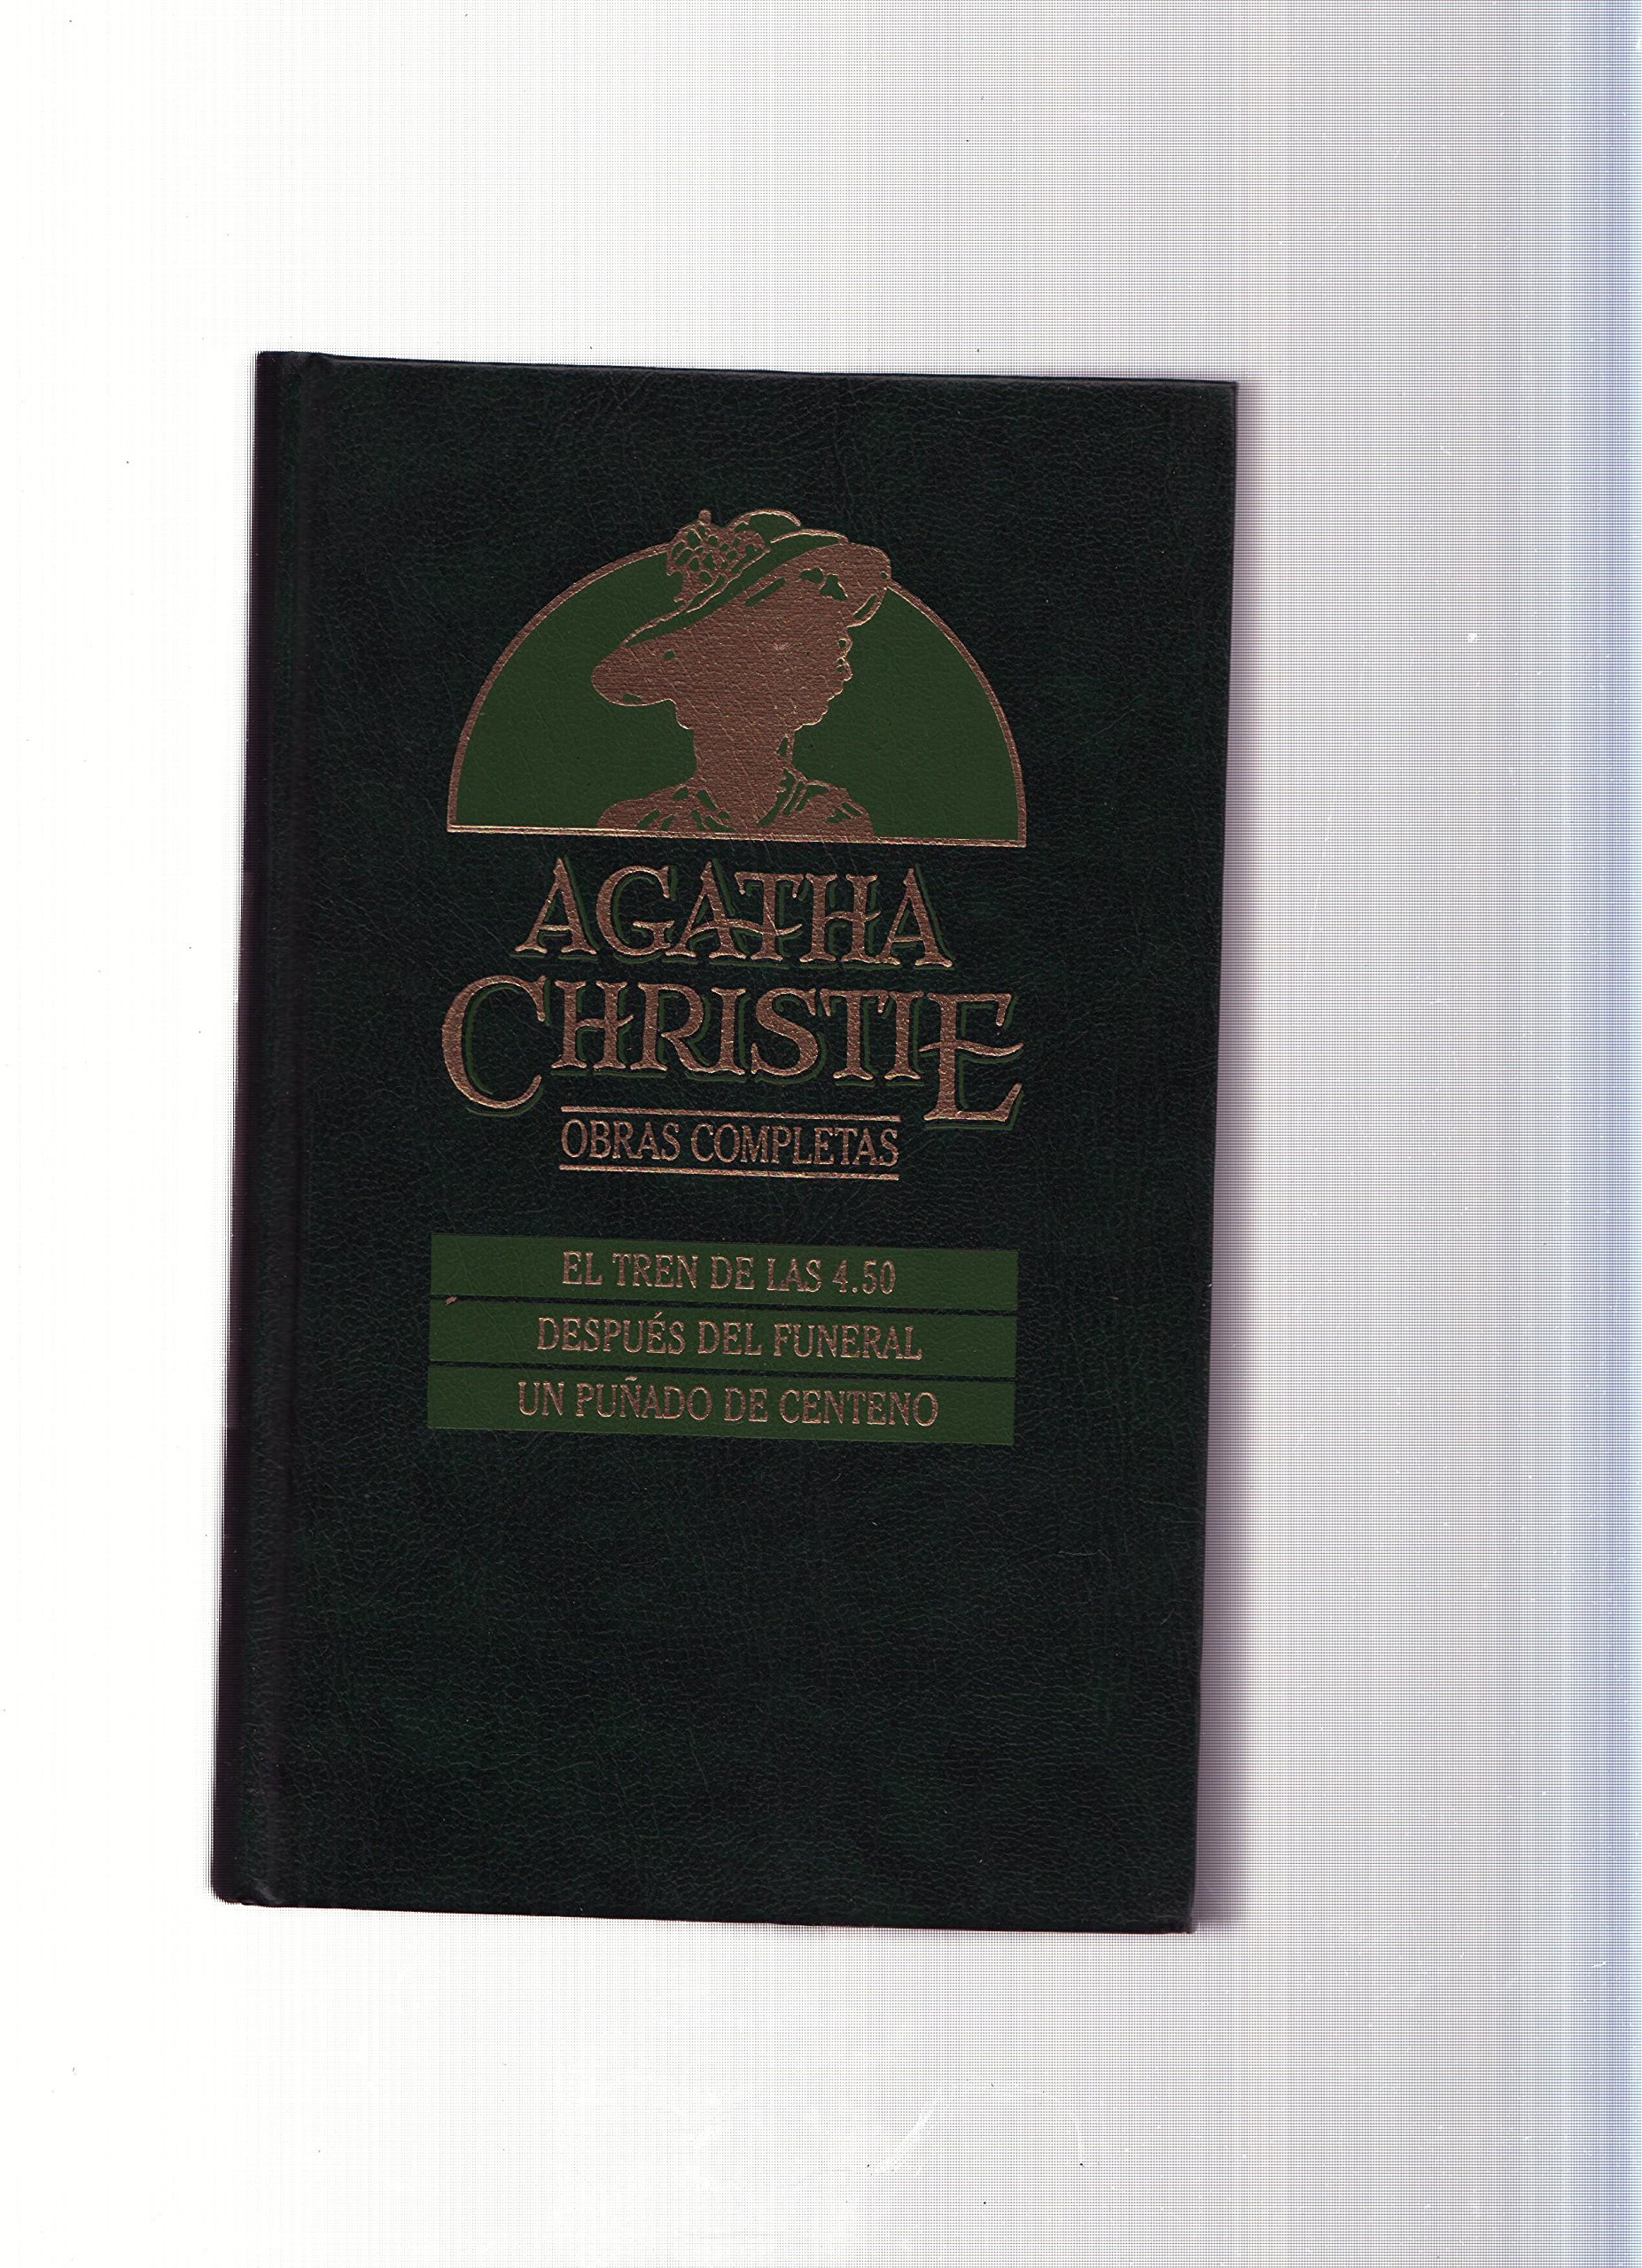 AGATHA
CHRISTIE
OBRAS COMPLETAS
EL TREN DE LAS 4.50
DESPUÉS DEL FUNERAL
UN PUÑADO DE CENTENO